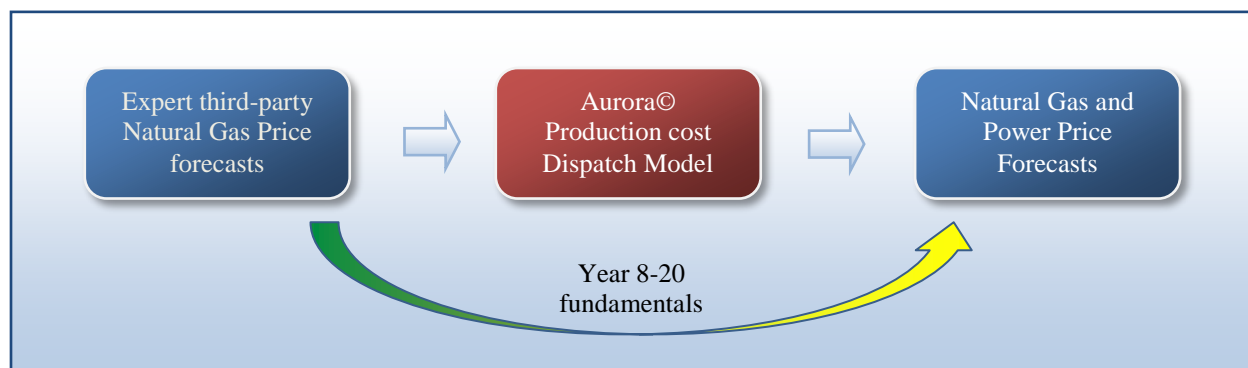 Expert third-party
Natural Gas Price
forecasts
Aurora©
Production cost
Dispatch Model
Natural Gas and
Power Price
Forecasts
Year 8-20
fundamentals